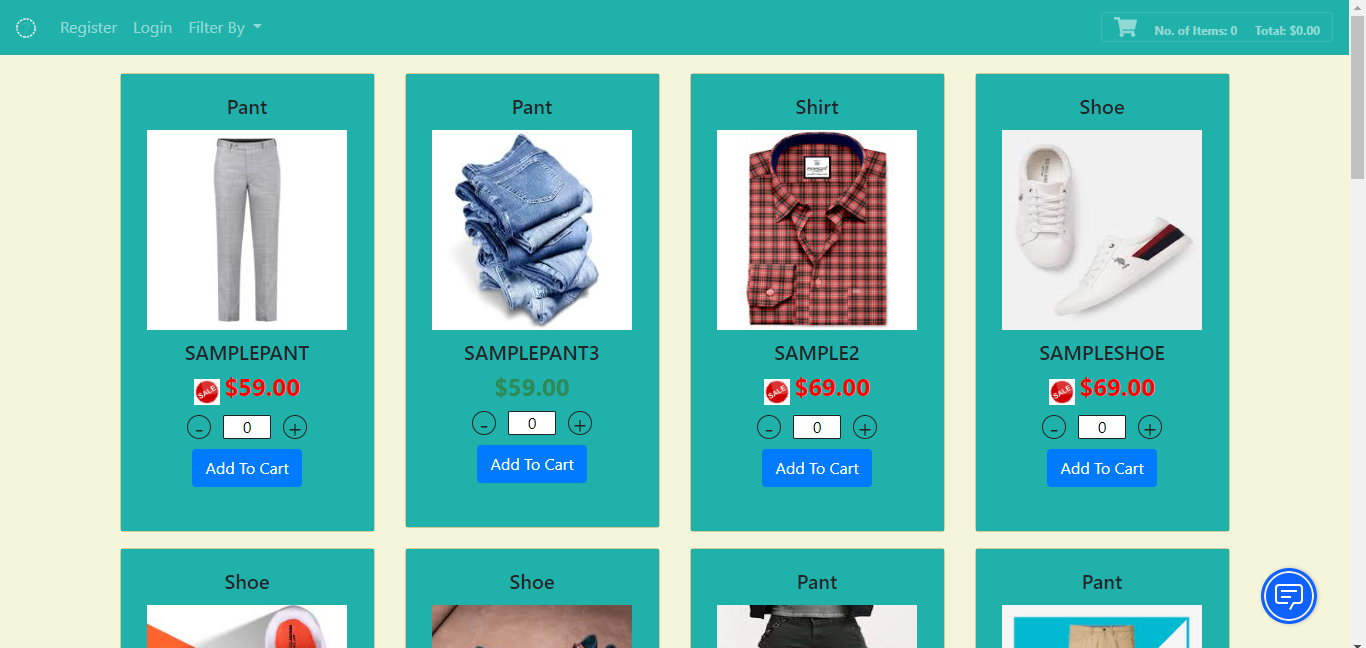 Register Login Filter By
No. of Items: 0 Total: $0.00
Pant
Pant
Shirt
Shoe
SAMPLEPANT
SAMPLEPANT3
SAMPLE2
SAMPLESHOE
SALE $59.00
$59.00
SALE $69.00
SALE $69.00
- 0 +
- 0 +
- 0 +
- 0 +
Add To Cart
Add To Cart
Add To Cart
Add To Cart
Shoe
Shoe
Pant
Pant